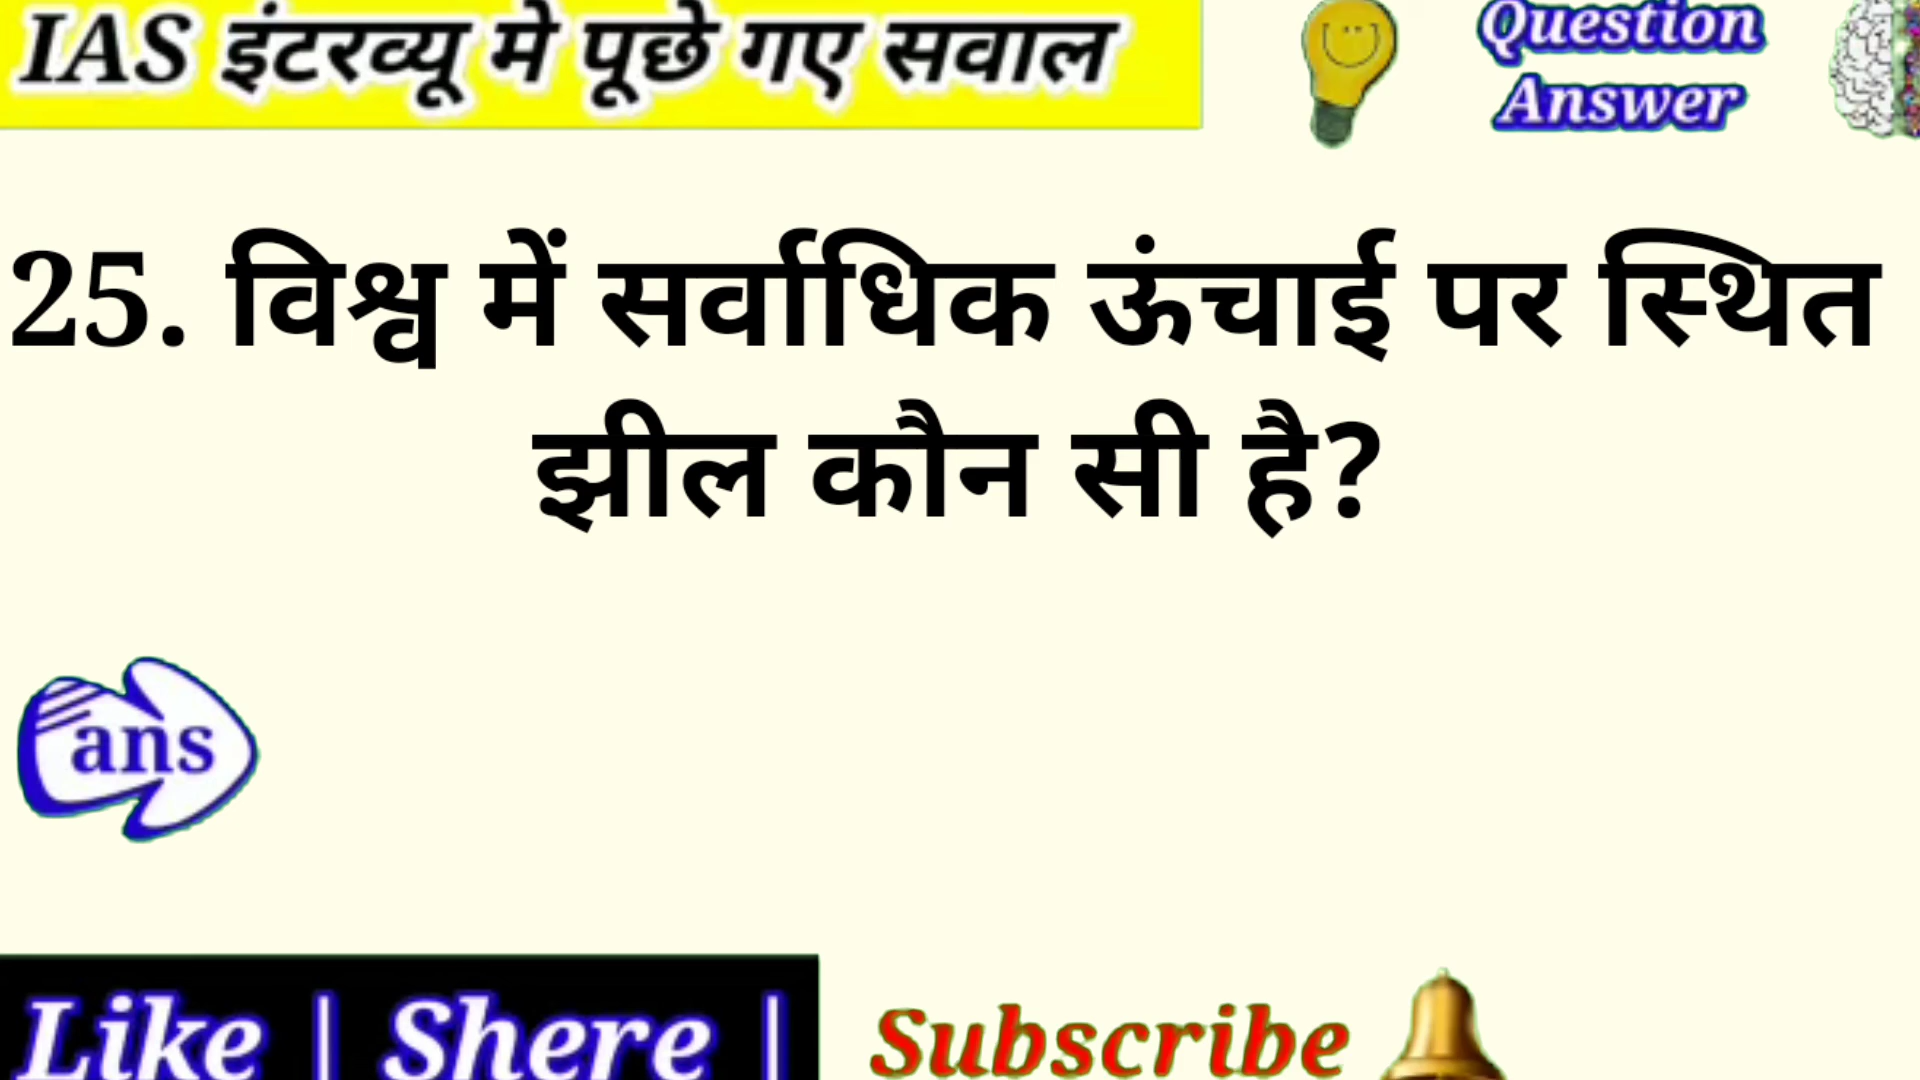 IAS इंटरव्यू मे पूछे गए सवाल
Question
Answer
25. विश्व में सर्वाधिक ऊंचाई पर स्थित
झील कौन सी है?
ans
Like | Shere |
Subscribe